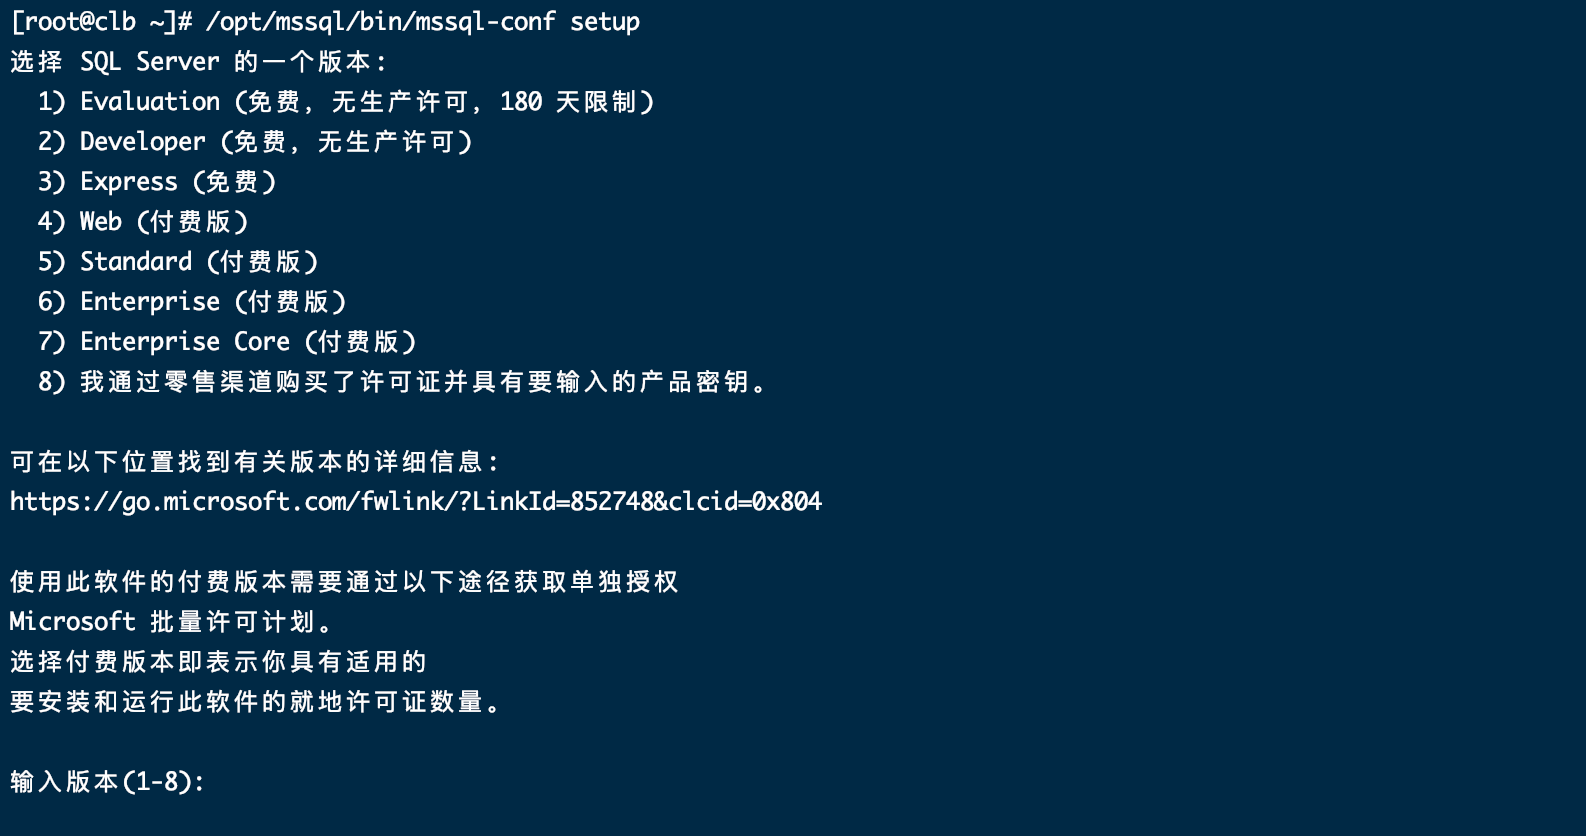 [root@clb ~]# /opt/mssql/bin/mssql-conf setup
选择 SQL Server 的一个版本:
1) Evaluation (免费，无生产许可，180 天限制)
2) Developer (免费，无生产许可)
3) Express (免费)
4) Web (付费版)
5) Standard (付费版)
6) Enterprise (付费版)
7) Enterprise Core (付费版)
8) 我通过零售渠道购买了许可证并具有要输入的产品密钥。
可在以下位置找到有关版本的详细信息:
https://go.microsoft.com/fwlink/?LinkId=852748&clcid=0x804
使用此软件的付费版本需要通过以下途径获取单独授权
Microsoft 批量许可计划。
选择付费版本即表示你具有适用的
要安装和运行此软件的就地许可证数量。
输入版本(1-8):